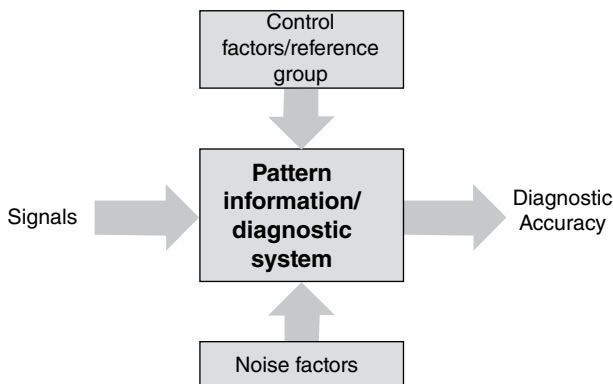 Control
factors/reference
group
Pattern
information/
diagnostic
system
Signals
Diagnostic
Accuracy
Noise factors